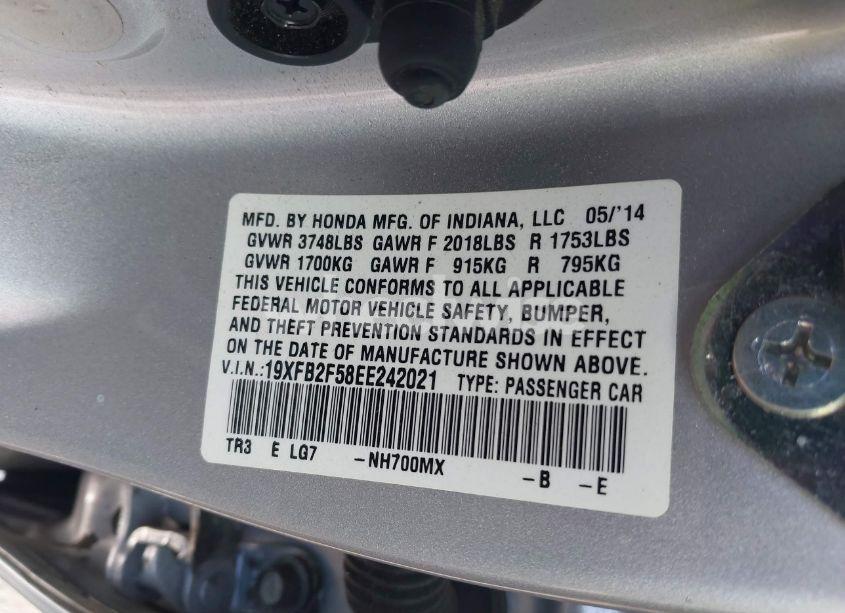 MFD. BY HONDA MFG. OF INDIANA, LLC 05/'14
GVWR 3748LBS GAWR F 2018LBS R 1753LBS
GVWR 1700KG GAWR F 915KG R 795KG
THIS VEHICLE CONFORMS TO ALL APPLICABLE
FEDERAL MOTOR VEHICLE SAFETY, BUMPER,
AND THEFT PREVENTION STANDARDS IN EFFECT
ON THE DATE OF MANUFACTURE SHOWN ABOVE.
V.I.N.:19XFB2F58EE242021 TYPE: PASSENGER CAR
TR3 E LG7 -NH700MX -B -E